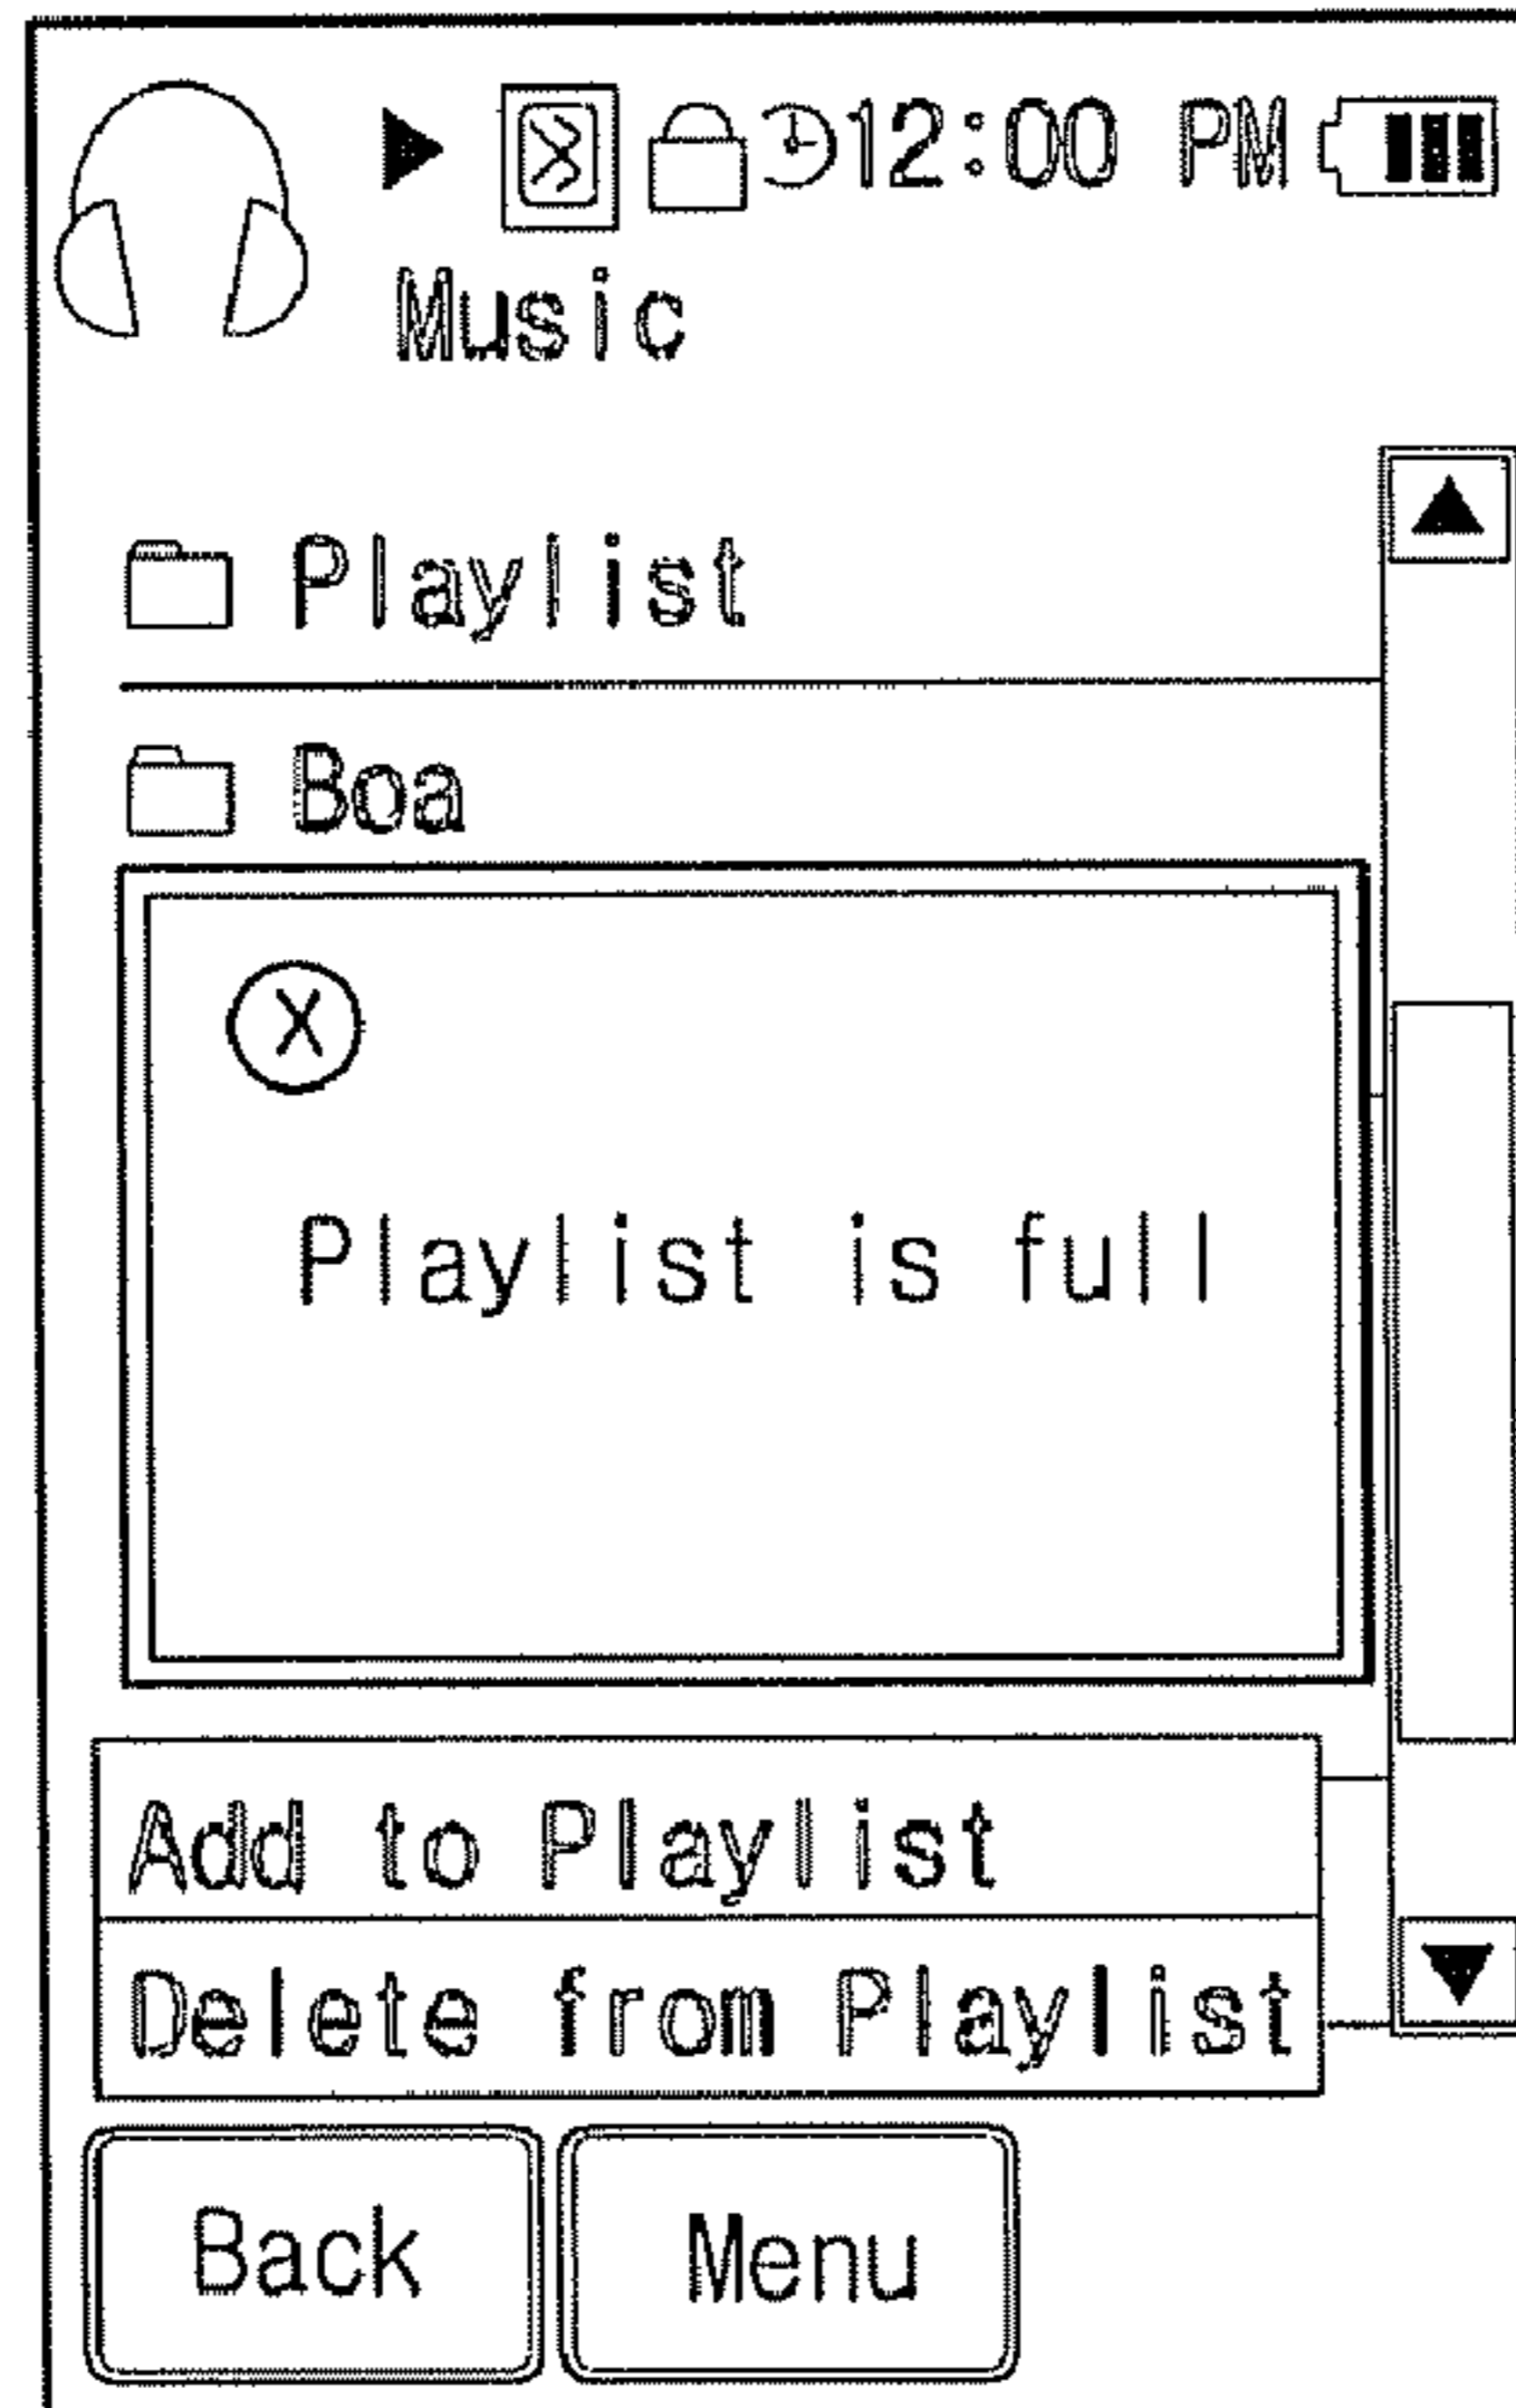 12:00 PM
Music
Playlist
Boa
X
Playlist is full
Add to Playlist
Delete from Playlist
Back
Menu